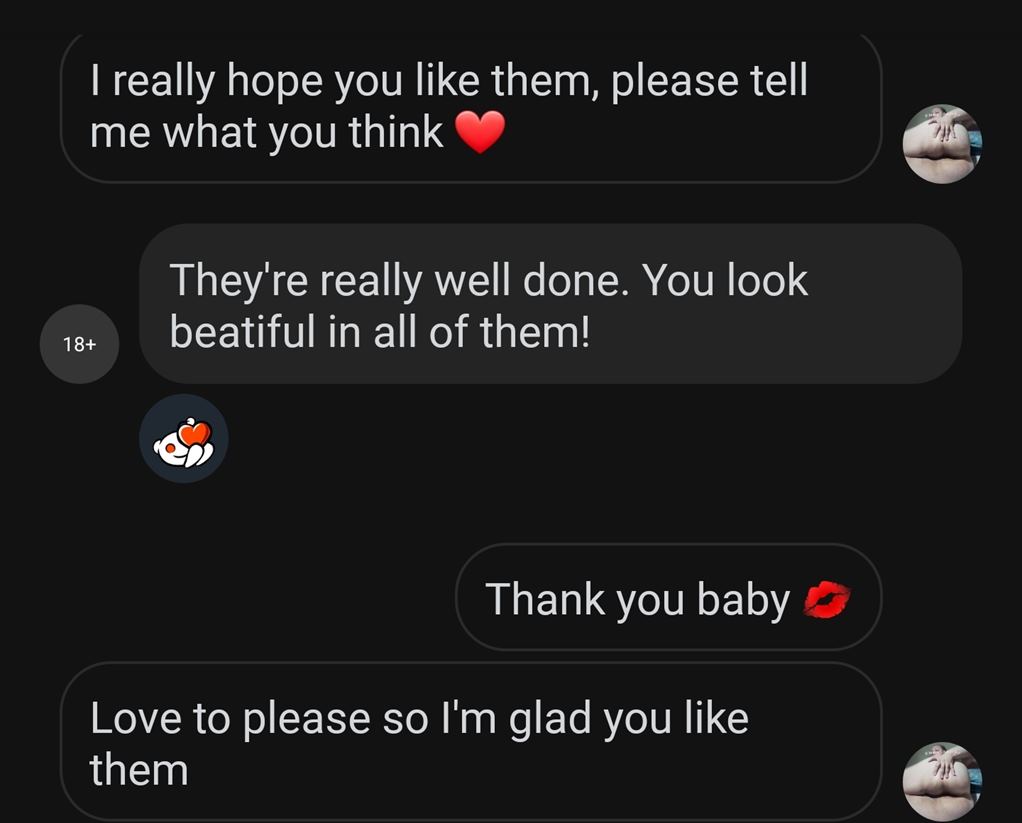 I really hope you like them, please tell
me what you think ❤️
They're really well done. You look
beatiful in all of them!
18+
Thank you baby 💋
Love to please so I'm glad you like
them